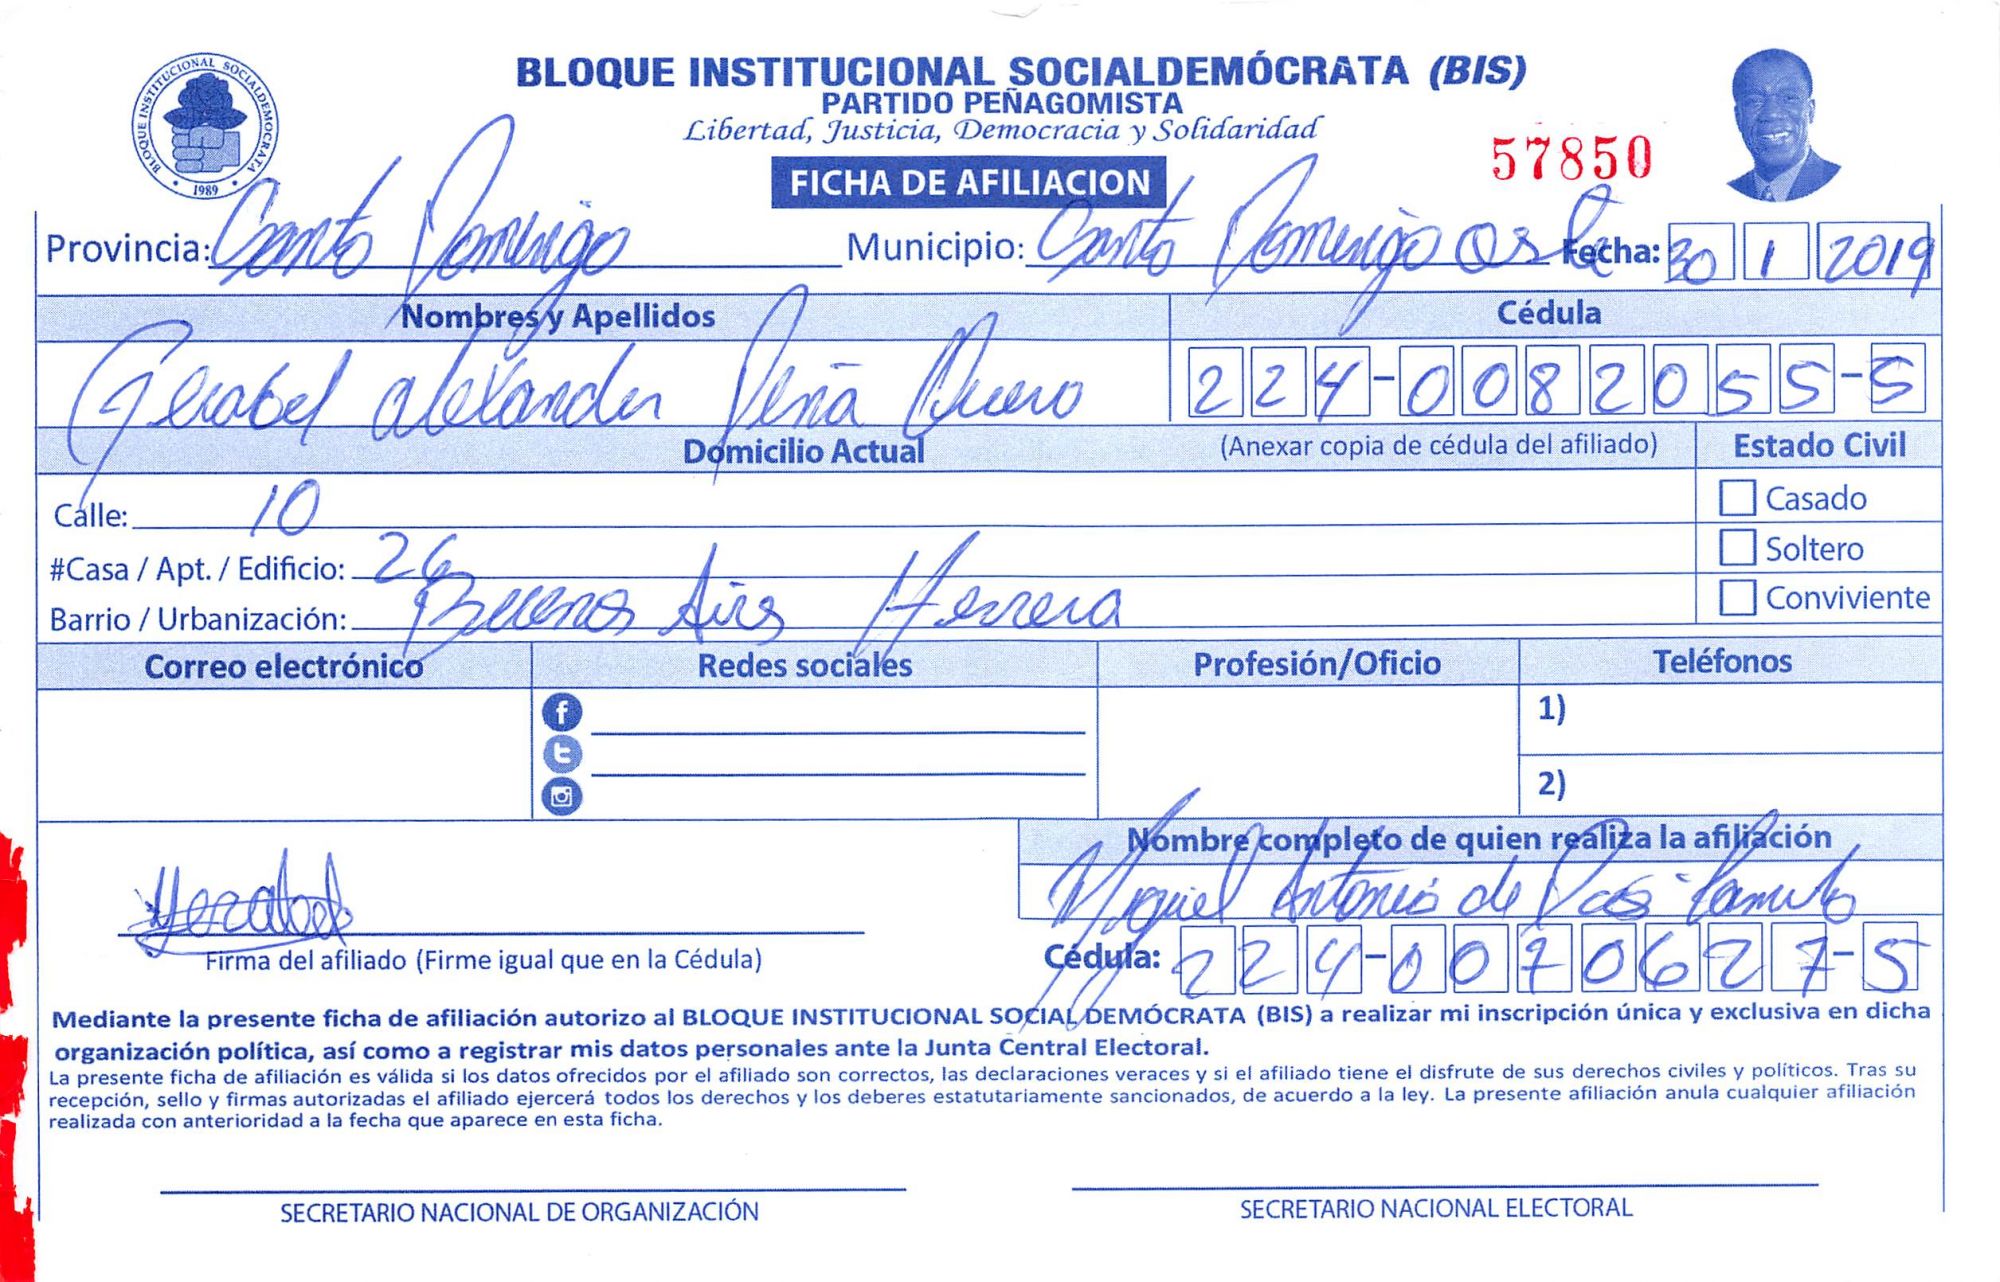 BLOQUE INSTITUCIONAL SOCIALDEMOCRATA
1989
BLOQUE INSTITUCIONAL SOCIALDEMÓCRATA (BIS)
PARTIDO PEÑAGOMISTA
Libertad, Justicia, Democracia y Solidaridad
57850
FICHA DE AFILIACION
Provincia: Santo Domingo Municipio: Santo Domingo Fecha: 30 1 2019
Nombres y Apellidos Cédula
Alexander Peña 224-0082055-5
Domicilio Actual (Anexar copia de cédula del afiliado) Estado Civil
Calle: 10 Casado
#Casa / Apt. / Edificio: 26 Soltero
Barrio / Urbanización: Buenos Aires Herrera Conviviente
Correo electrónico Redes sociales Profesión/Oficio Teléfonos
1)
2)
Nombre completo de quien realiza la afiliación
Miguel Antonio de
Firma del afiliado (Firme igual que en la Cédula) Cédula: 224-0070627-5
Mediante la presente ficha de afiliación autorizo al BLOQUE INSTITUCIONAL SOCIAL DEMÓCRATA (BIS) a realizar mi inscripción única y exclusiva en dicha
organización política, así como a registrar mis datos personales ante la Junta Central Electoral.
La presente ficha de afiliación es válida si los datos ofrecidos por el afiliado son correctos, las declaraciones veraces y si el afiliado tiene el disfrute de sus derechos civiles y políticos. Tras su
recepción, sello y firmas autorizadas el afiliado ejercerá todos los derechos y los deberes estatutariamente sancionados, de acuerdo a la ley. La presente afiliación anula cualquier afiliación
realizada con anterioridad a la fecha que aparece en esta ficha.
SECRETARIO NACIONAL DE ORGANIZACIÓN SECRETARIO NACIONAL ELECTORAL